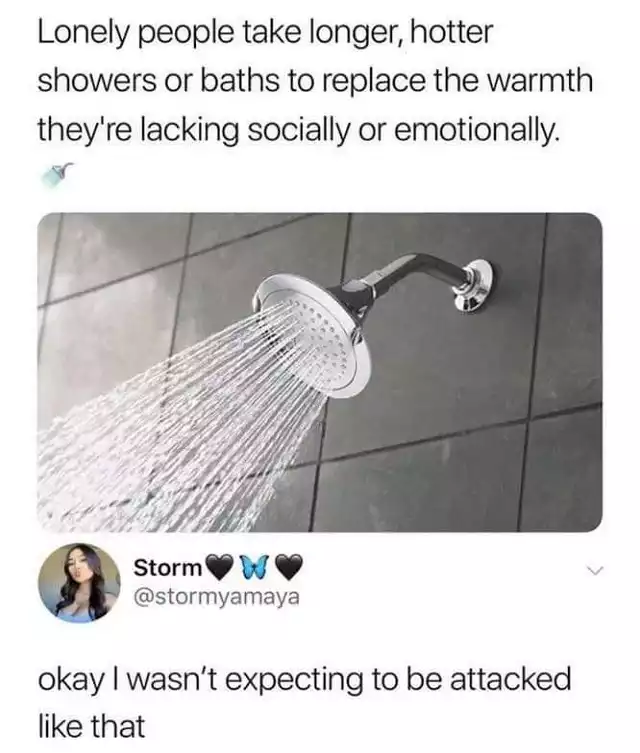 Lonely people take longer, hotter
showers or baths to replace the warmth
they're lacking socially or emotionally.
🚿
Storm🖤🦋🖤
@stormyamaya
okay I wasn't expecting to be attacked
like that